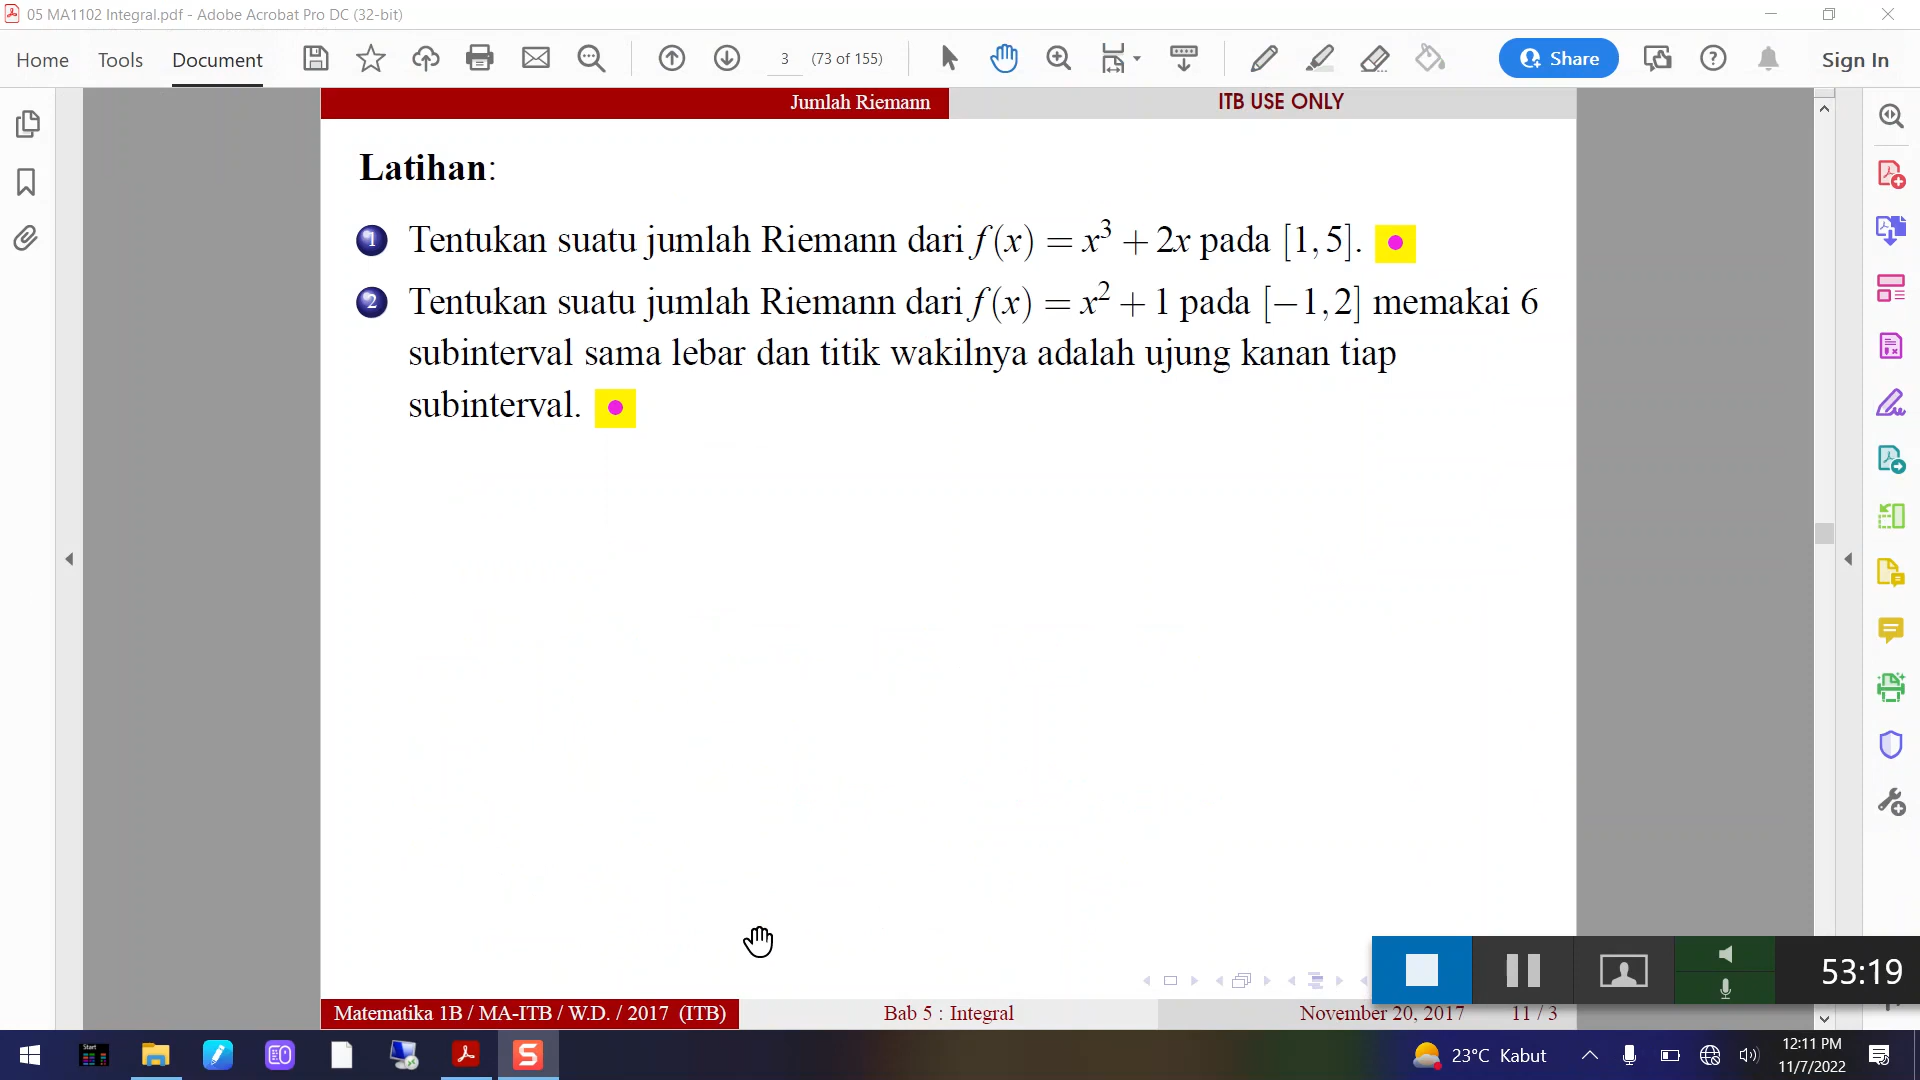 05 MA1102 Integral.pdf - Adobe Acrobat Pro DC (32-bit)
Home Tools Document 3 (73 of 155) Share Sign In
Jumlah Riemann ITB USE ONLY
Latihan:
1 Tentukan suatu jumlah Riemann dari f(x) = x³ + 2x pada [1, 5].
2 Tentukan suatu jumlah Riemann dari f(x) = x² + 1 pada [−1, 2] memakai 6
subinterval sama lebar dan titik wakilnya adalah ujung kanan tiap
subinterval.
53:19
Matematika 1B / MA-ITB / W.D. / 2017 (ITB) Bab 5 : Integral November 20, 2017 11 / 3
Start
23°C Kabut
12:11 PM
11/7/2022